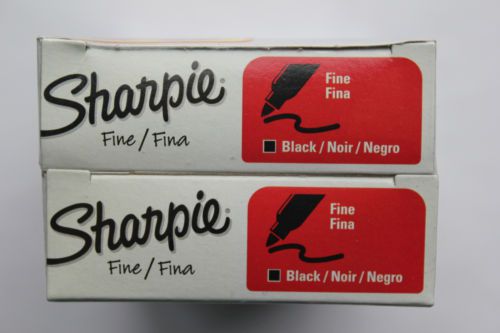 Sharpie
Fine / Fina
Fine
Fina
Black / Noir / Negro
Sharpie
Fine / Fina
Fine
Fina
Black / Noir / Negro